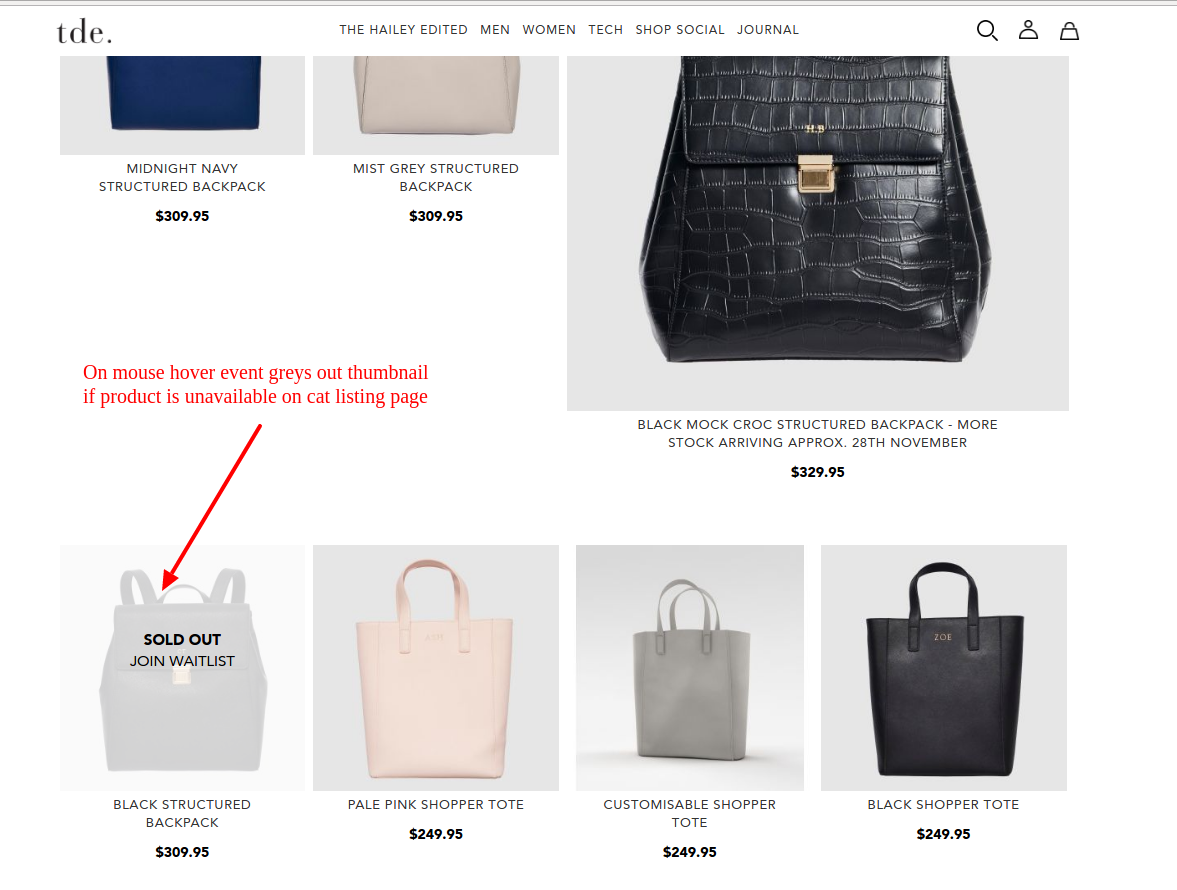 tde.
THE HAILEY EDITED MEN WOMEN TECH SHOP SOCIAL JOURNAL
MIDNIGHT NAVY
STRUCTURED BACKPACK
$309.95
MIST GREY STRUCTURED
BACKPACK
$309.95
H.B
BLACK MOCK CROC STRUCTURED BACKPACK - MORE
STOCK ARRIVING APPROX. 28TH NOVEMBER
$329.95
On mouse hover event greys out thumbnail
if product is unavailable on cat listing page
SOLD OUT
JOIN WAITLIST
BLACK STRUCTURED
BACKPACK
$309.95
PALE PINK SHOPPER TOTE
$249.95
CUSTOMISABLE SHOPPER
TOTE
$249.95
ZOE
BLACK SHOPPER TOTE
$249.95